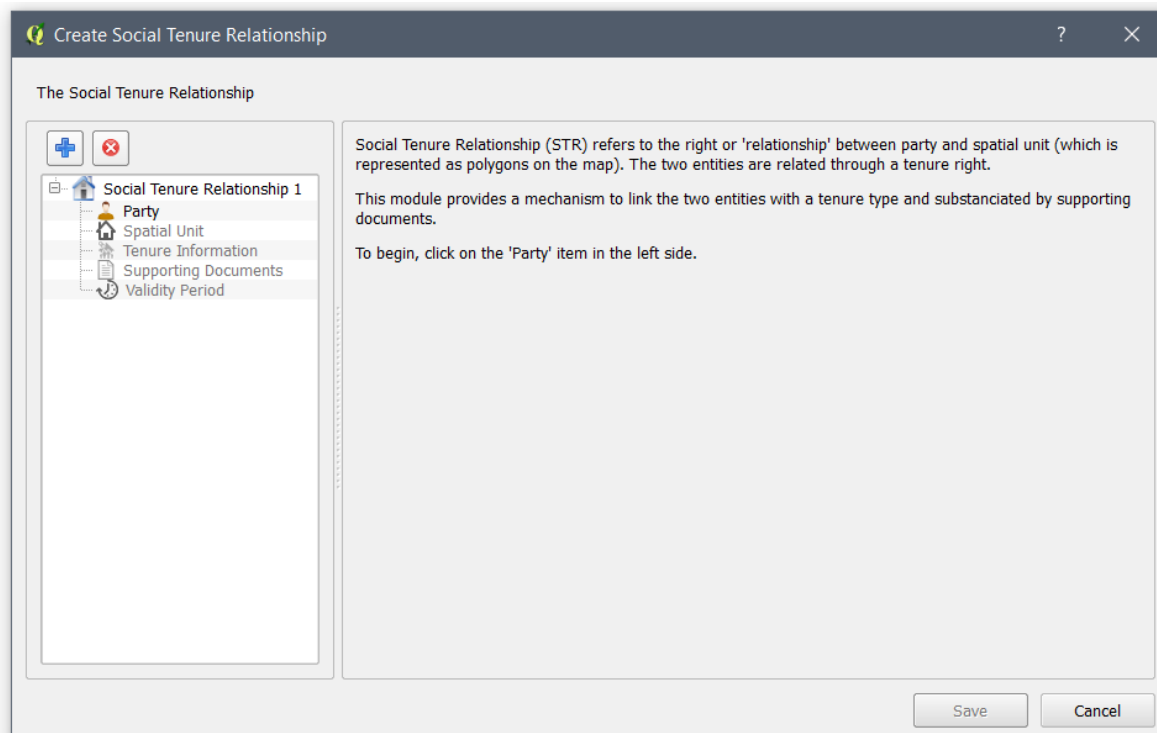 Create Social Tenure Relationship
?
The Social Tenure Relationship
Social Tenure Relationship 1
Party
Spatial Unit
Tenure Information
Supporting Documents
Validity Period
Social Tenure Relationship (STR) refers to the right or 'relationship' between party and spatial unit (which is
represented as polygons on the map). The two entities are related through a tenure right.
This module provides a mechanism to link the two entities with a tenure type and substanciated by supporting
documents.
To begin, click on the 'Party' item in the left side.
Save
Cancel